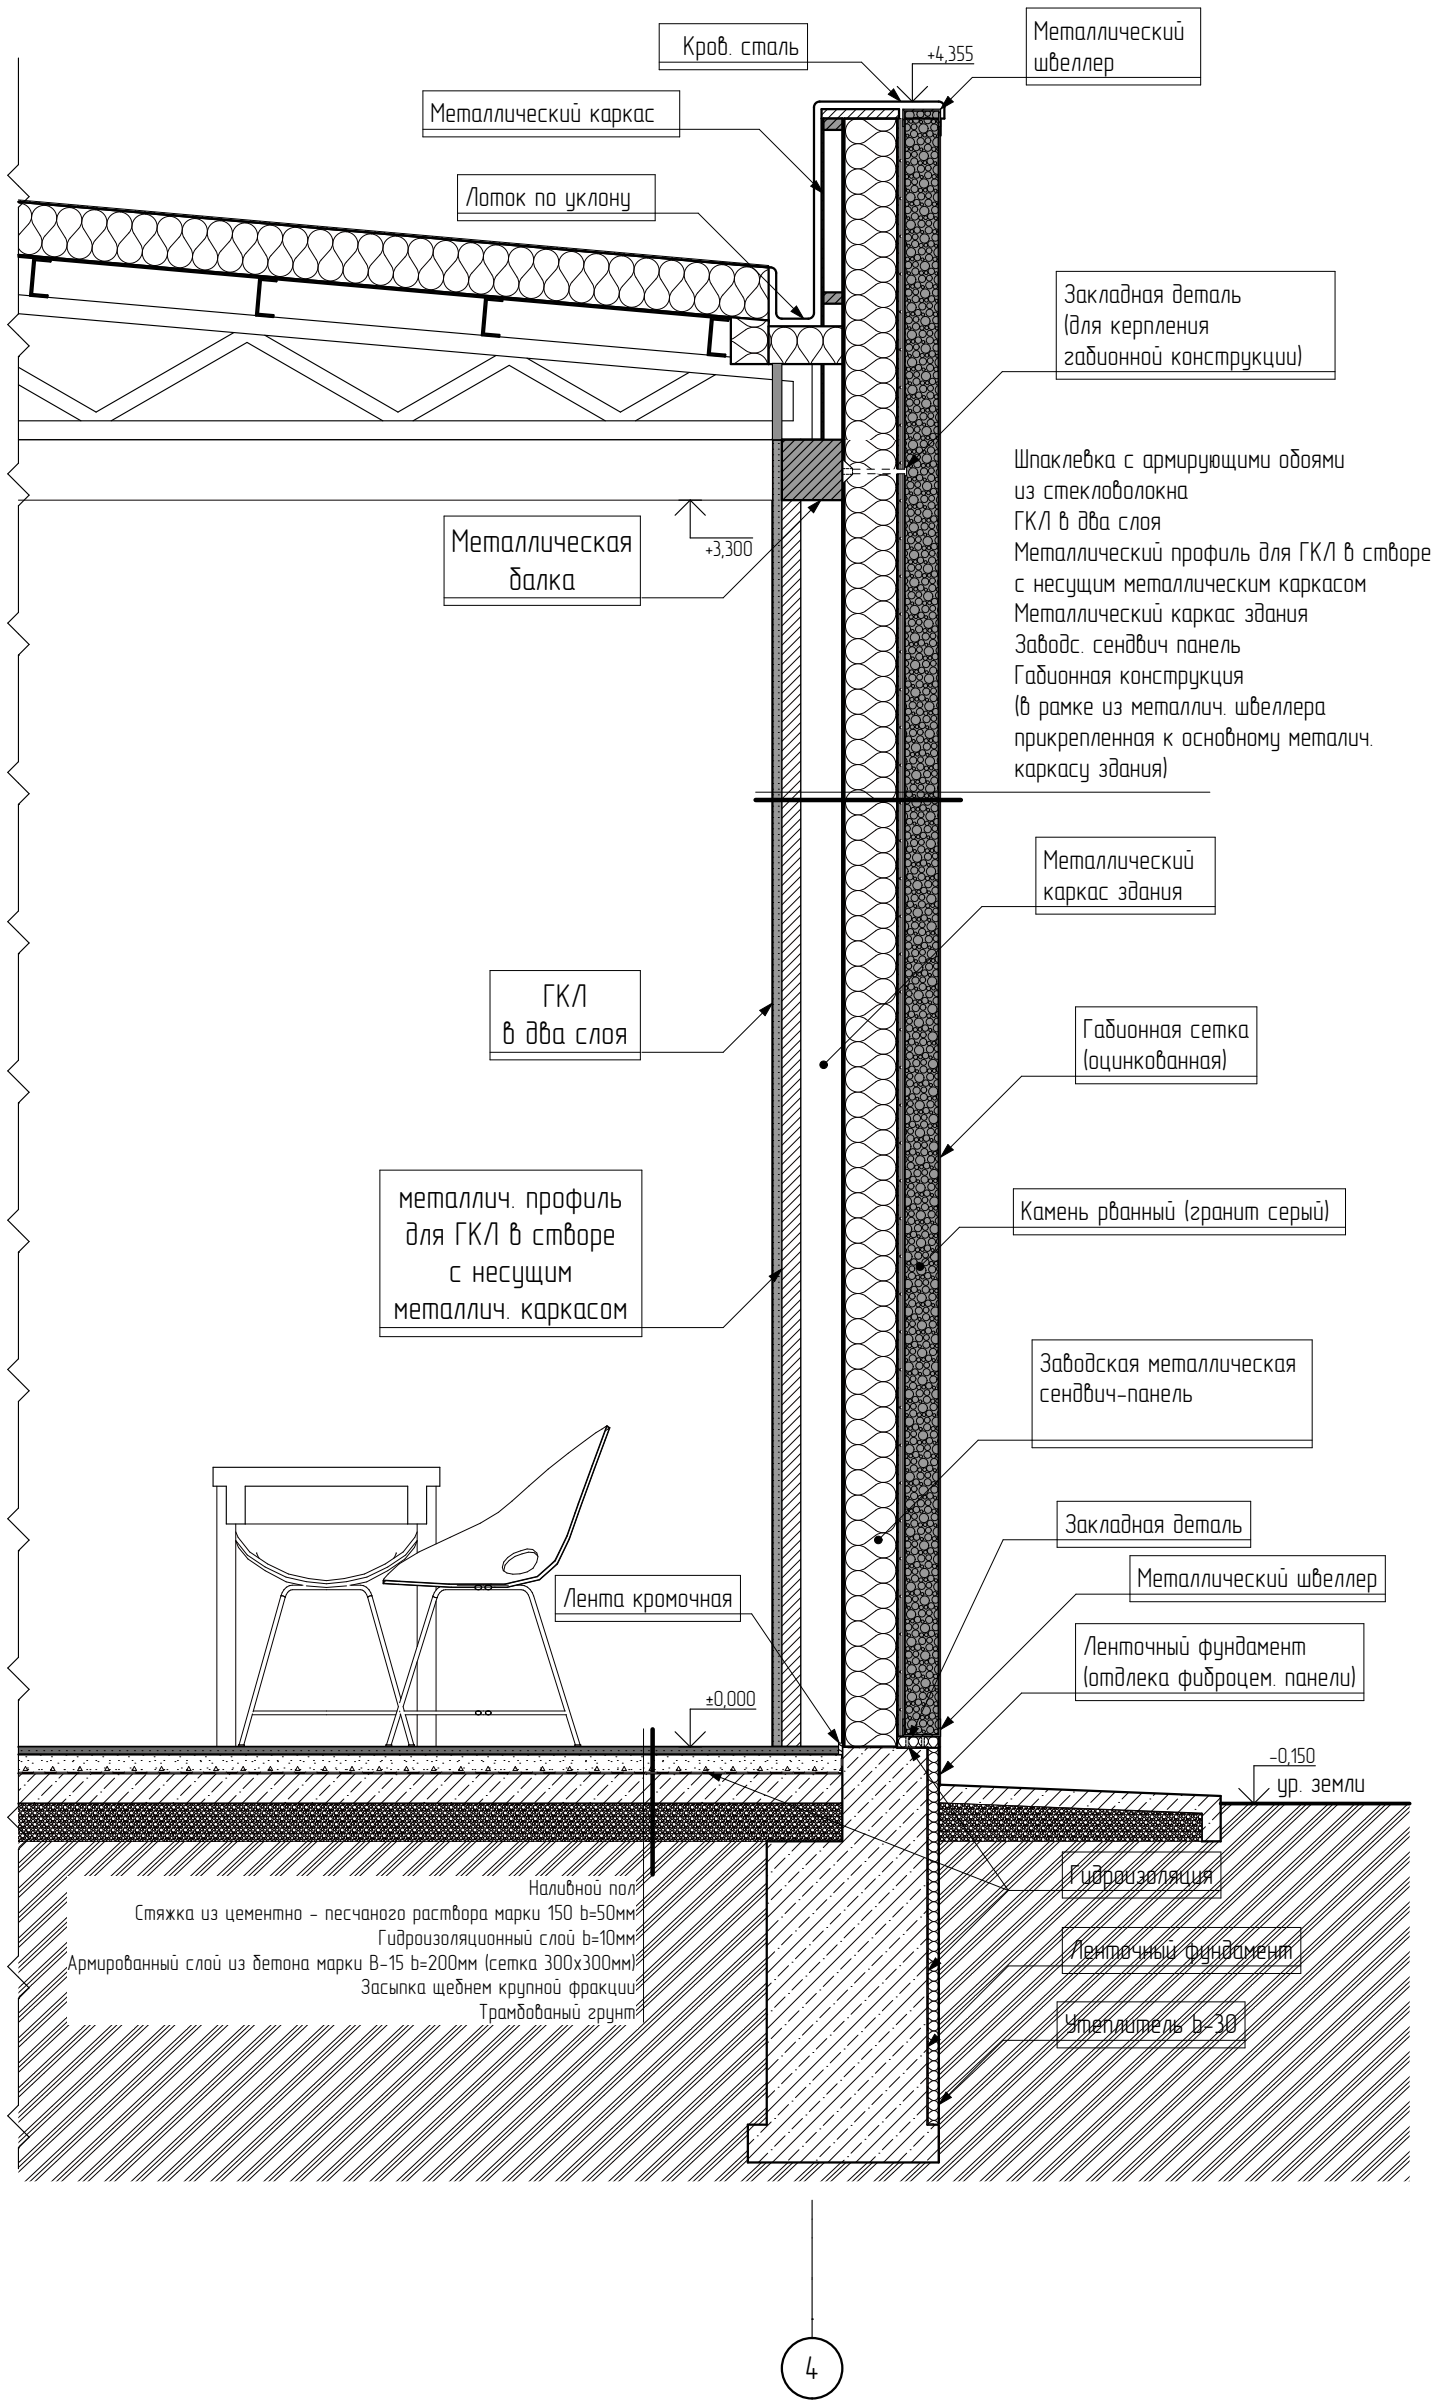 Кров. сталь
+4,355
Металлический
швеллер
Металлический каркас
Лоток по уклону
Закладная деталь
(для керпления
габионной конструкции)
Шпаклевка с армирующими обоями
из стекловолокна
ГКЛ в два слоя
Металлический профиль для ГКЛ в створе
с несущим металлическим каркасом
Металлический каркас здания
Заводс. сендвич панель
Габионная конструкция
(в рамке из металлич. швеллера
прикрепленная к основному металич.
каркасу здания)
Металлическая
балка
+3,300
Металлический
каркас здания
ГКЛ
в два слоя
Габионная сетка
(оцинкованная)
металлич. профиль
для ГКЛ в створе
с несущим
металлич. каркасом
Камень рванный (гранит серый)
Заводская металлическая
сендвич-панель
Закладная деталь
Металлический швеллер
Лента кромочная
Ленточный фундамент
(отдлека фиброцем. панели)
±0,000
-0,150
ур. земли
Гидроизоляция
Наливной пол
Стяжка из цементно - песчаного раствора марки 150 b=50мм
Гидроизоляционный слой b=10мм
Армированный слой из бетона марки В-15 b=200мм (сетка 300х300мм)
Засыпка щебнем крупной фракции
Трамбованый грунт
Ленточный фундамент
Утеплитель b-30
4